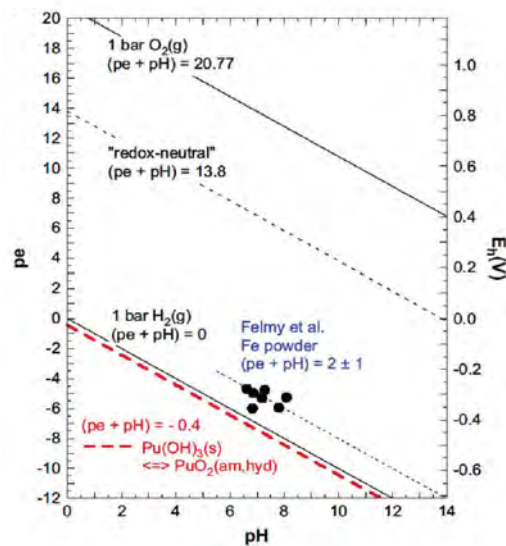 1 bar O₂(g)
(pe + pH) = 20.77
"redox-neutral"
(pe + pH) = 13.8
1 bar H₂(g)
(pe + pH) = 0
Felmy et al.
Fe powder
(pe + pH) = 2 ± 1
(pe + pH) = - 0.4
Pu(OH)₃(s)
<=> PuO₂(am,hyd)
pe
20
18
16
14
12
10
8
6
4
2
0
-2
-4
-6
-8
-10
-12
0
2
4
6
8
10
12
14
pH
1.0
0.8
0.6
0.4
0.2
0.0
-0.2
-0.4
-0.6
Eₕ(V)